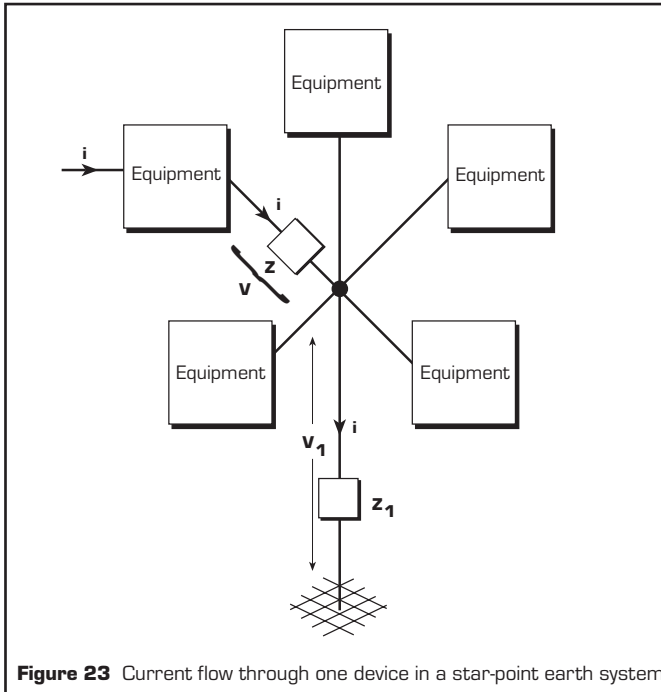 Equipment
i
Equipment
Equipment
i
z
v
Equipment
Equipment
i
v1
z1
Figure 23 Current flow through one device in a star-point earth system